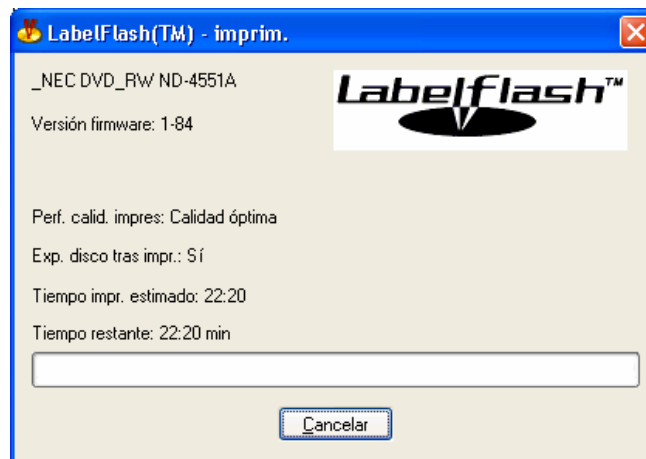 LabelFlash(TM) - imprim.
_NEC DVD_RW ND-4551A
Labelflash™
Versión firmware: 1-84
Perf. calid. impres: Calidad óptima
Exp. disco tras impr.: Sí
Tiempo impr. estimado: 22:20
Tiempo restante: 22:20 min
Cancelar